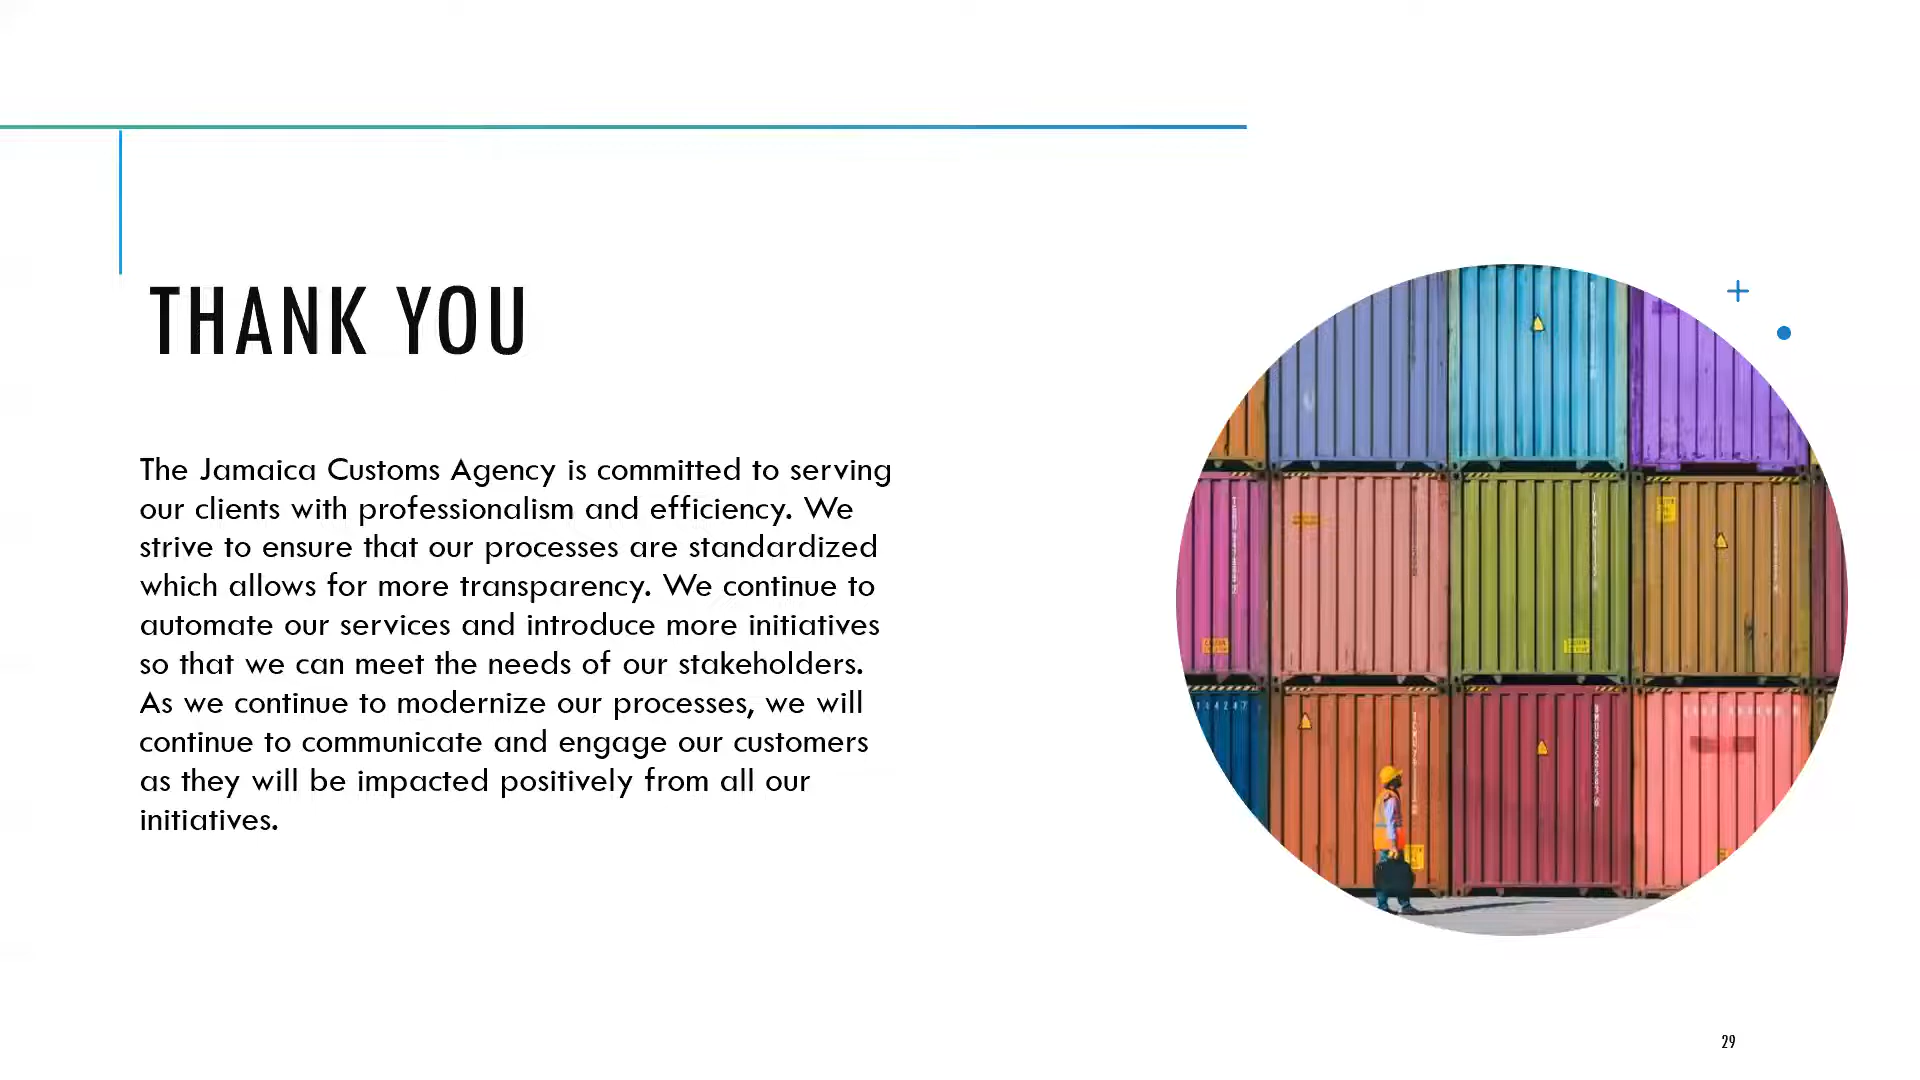 THANK YOU
The Jamaica Customs Agency is committed to serving
our clients with professionalism and efficiency. We
strive to ensure that our processes are standardized
which allows for more transparency. We continue to
automate our services and introduce more initiatives
so that we can meet the needs of our stakeholders.
As we continue to modernize our processes, we will
continue to communicate and engage our customers
as they will be impacted positively from all our
initiatives.
29